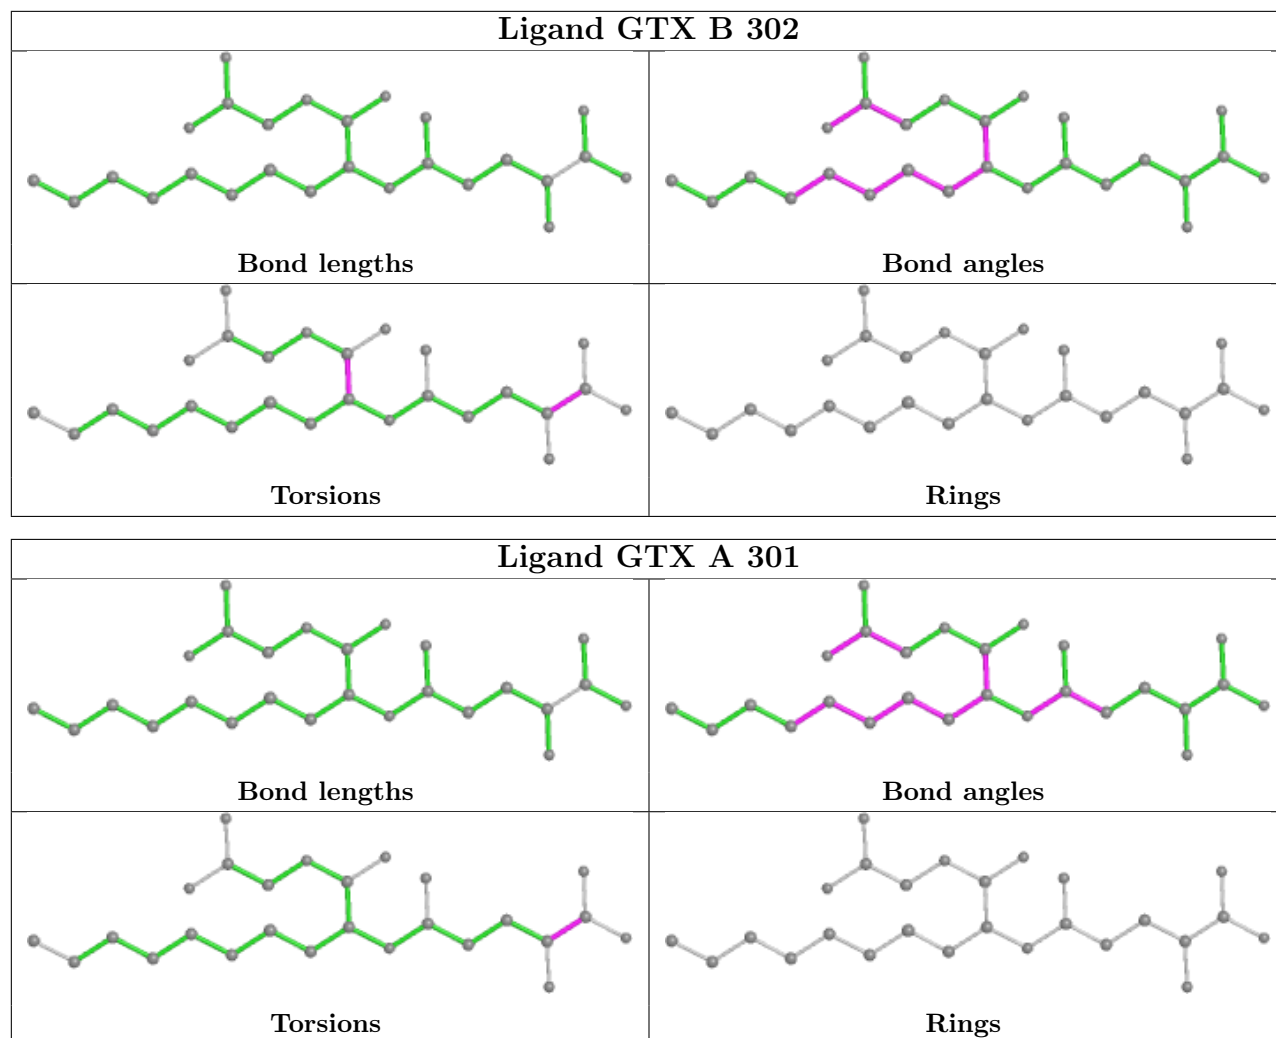 Ligand GTX B 302
Bond lengths
Bond angles
Torsions
Rings
Ligand GTX A 301
Bond lengths
Bond angles
Torsions
Rings